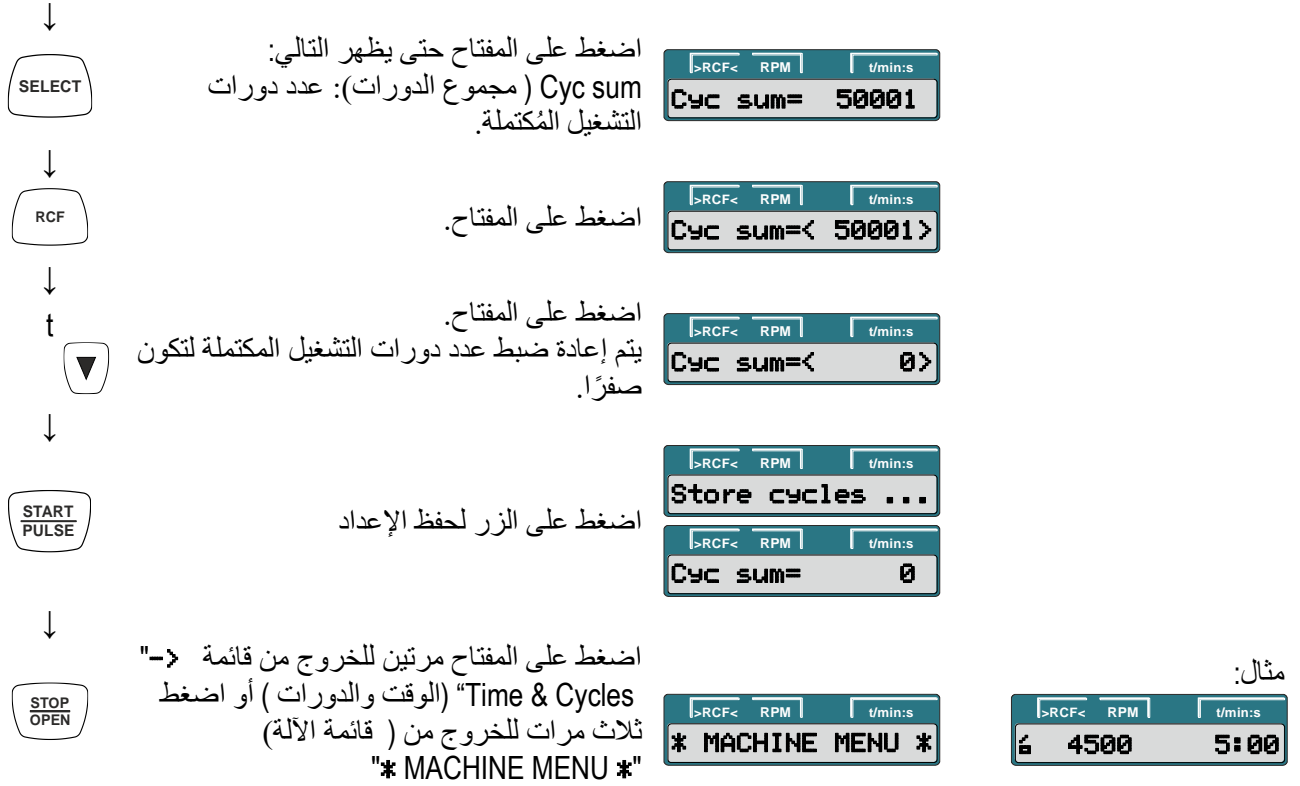 ↓
SELECT
اضغط على المفتاح حتى يظهر التالي:
Cyc sum ( مجموع الدورات): عدد دورات
التشغيل المُكتملة.
>RCF< RPM t/min:s
Cyc sum= 50001
↓
RCF
اضغط على المفتاح.
>RCF< RPM t/min:s
Cyc sum=< 50001>
↓
t
▼
اضغط على المفتاح.
يتم إعادة ضبط عدد دورات التشغيل المكتملة لتكون
صفرًا.
>RCF< RPM t/min:s
Cyc sum=< 0>
↓
START
PULSE
اضغط على الزر لحفظ الإعداد
>RCF< RPM t/min:s
Store cycles ...
>RCF< RPM t/min:s
Cyc sum= 0
↓
STOP
OPEN
اضغط على المفتاح مرتين للخروج من قائمة "->
Time & Cycles“ (الوقت والدورات ) أو اضغط
ثلاث مرات للخروج من ( قائمة الآلة)
"* MACHINE MENU *"
>RCF< RPM t/min:s
* MACHINE MENU *
مثال:
>RCF< RPM t/min:s
4500 5:00